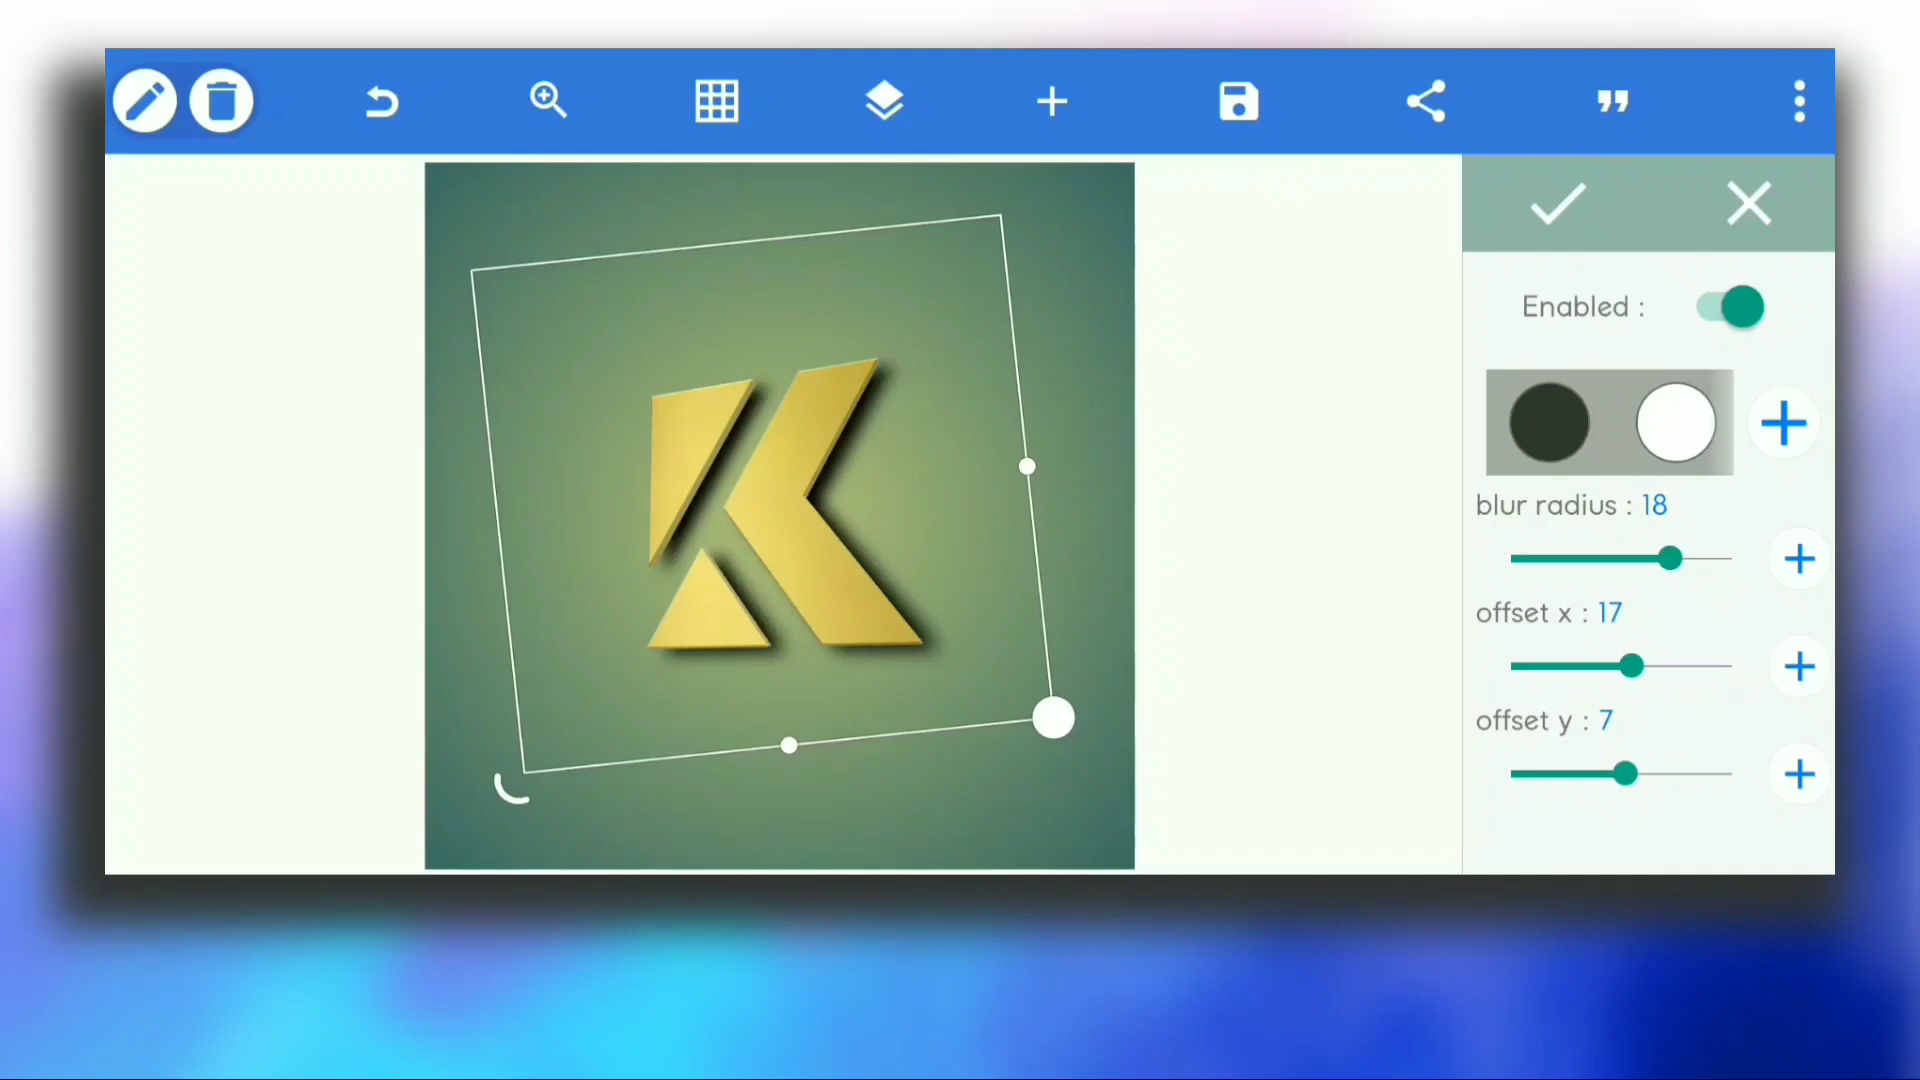 K
Enabled :
blur radius : 18
offset x : 17
offset y : 7